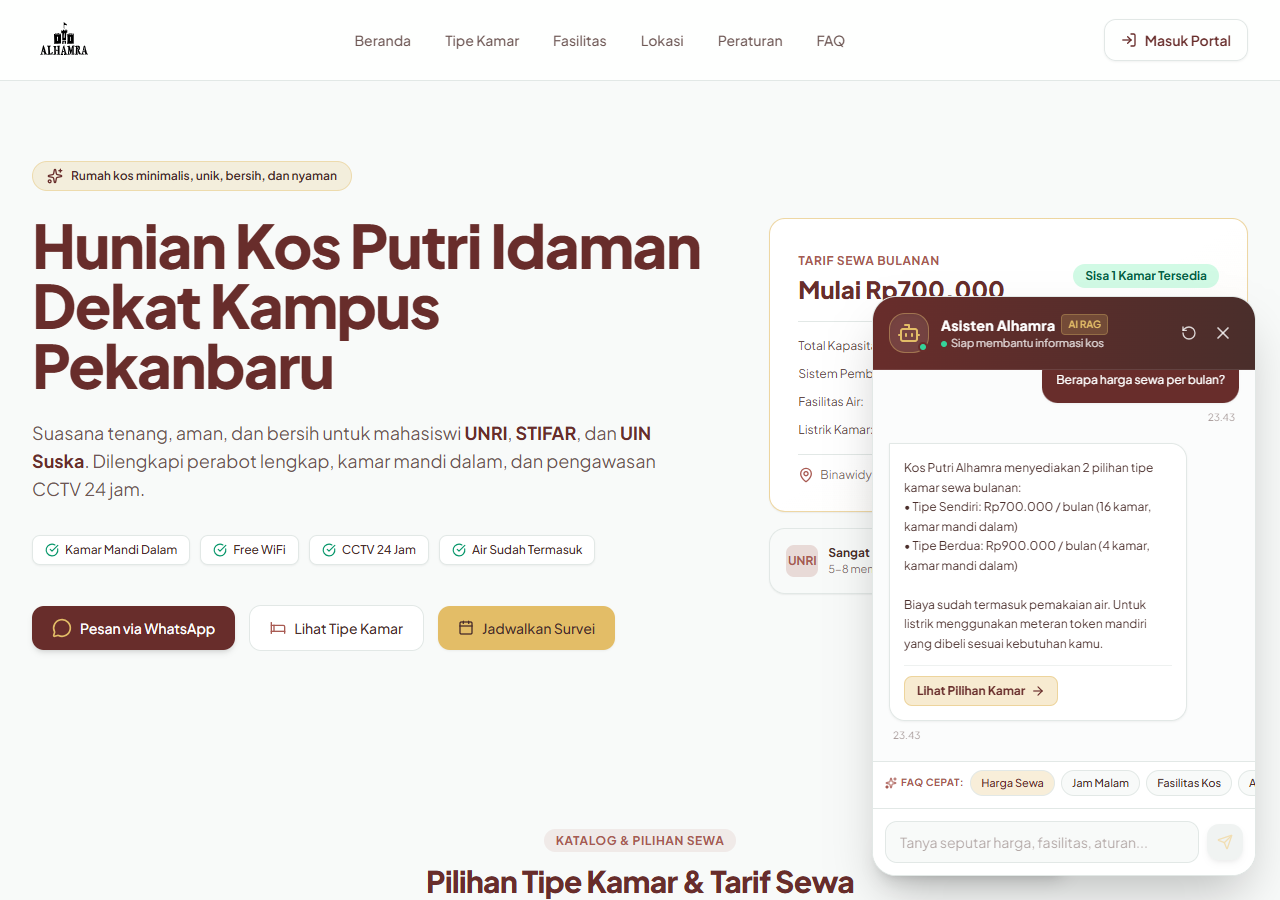 ALHAMRA
Beranda
Tipe Kamar
Fasilitas
Lokasi
Peraturan
FAQ
Masuk Portal
Rumah kos minimalis, unik, bersih, dan nyaman
Hunian Kos Putri Idaman
Dekat Kampus
Pekanbaru
Suasana tenang, aman, dan bersih untuk mahasiswi UNRI, STIFAR, dan UIN
Suska. Dilengkapi perabot lengkap, kamar mandi dalam, dan pengawasan
CCTV 24 jam.
Kamar Mandi Dalam
Free WiFi
CCTV 24 Jam
Air Sudah Termasuk
Pesan via WhatsApp
Lihat Tipe Kamar
Jadwalkan Survei
TARIF SEWA BULANAN
Mulai Rp700.000
Sisa 1 Kamar Tersedia
Total Kapasita
Sistem Pemb
Fasilitas Air:
Listrik Kamar:
Binawidy
UNRI
Sangat
5–8 mer
Asisten Alhamra
AI RAG
Siap membantu informasi kos
Berapa harga sewa per bulan?
23.43
Kos Putri Alhamra menyediakan 2 pilihan tipe
kamar sewa bulanan:
• Tipe Sendiri: Rp700.000 / bulan (16 kamar,
kamar mandi dalam)
• Tipe Berdua: Rp900.000 / bulan (4 kamar,
kamar mandi dalam)
Biaya sudah termasuk pemakaian air. Untuk
listrik menggunakan meteran token mandiri
yang dibeli sesuai kebutuhan kamu.
Lihat Pilihan Kamar
23.43
FAQ CEPAT:
Harga Sewa
Jam Malam
Fasilitas Kos
Tanya seputar harga, fasilitas, aturan...
KATALOG & PILIHAN SEWA
Pilihan Tipe Kamar & Tarif Sewa